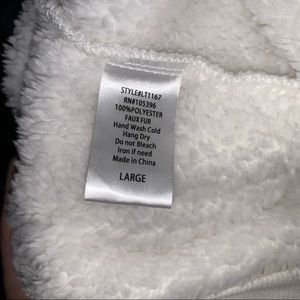 STYLE#LT1167
RN#105396
100%POLYESTER
FAUX FUR
Hand Wash Cold
Hang Dry
Do not Bleach
Iron if need
Made in China
LARGE